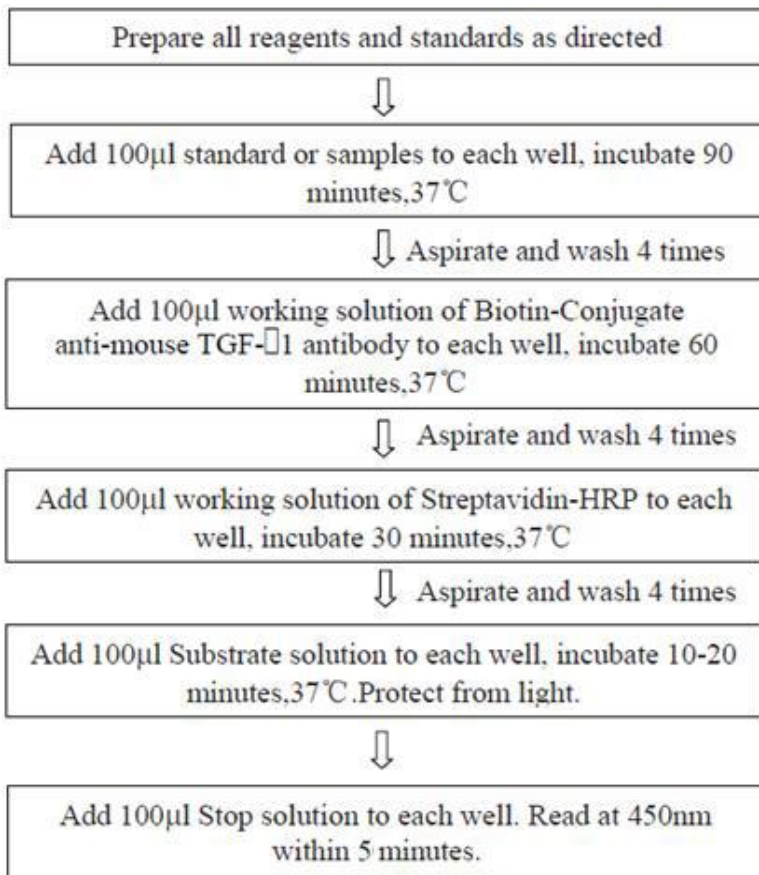 Prepare all reagents and standards as directed
Add 100μl standard or samples to each well, incubate 90
minutes,37℃
Aspirate and wash 4 times
Add 100μl working solution of Biotin-Conjugate
anti-mouse TGF-□1 antibody to each well, incubate 60
minutes,37℃
Aspirate and wash 4 times
Add 100μl working solution of Streptavidin-HRP to each
well, incubate 30 minutes,37℃
Aspirate and wash 4 times
Add 100μl Substrate solution to each well, incubate 10-20
minutes,37℃.Protect from light.
Add 100μl Stop solution to each well. Read at 450nm
within 5 minutes.